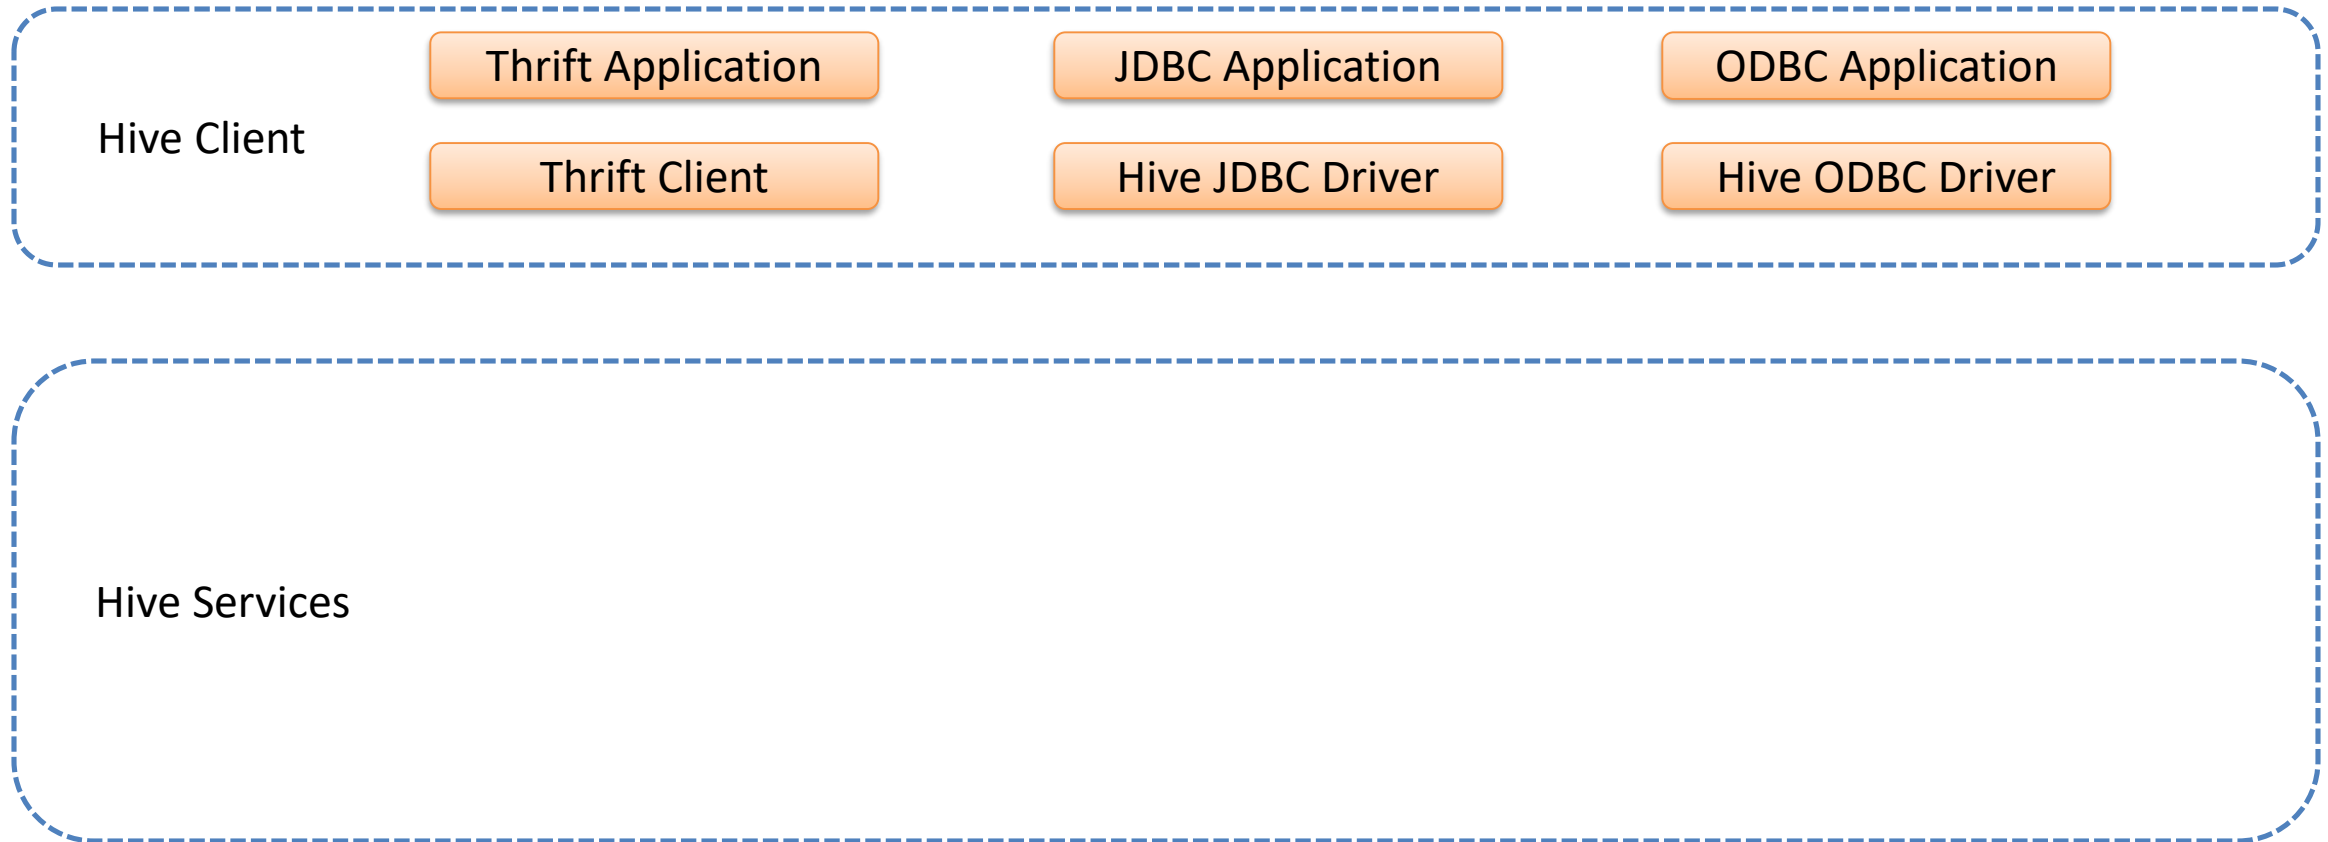 Thrift Application
JDBC Application
ODBC Application
Hive Client
Thrift Client
Hive JDBC Driver
Hive ODBC Driver
Hive Services